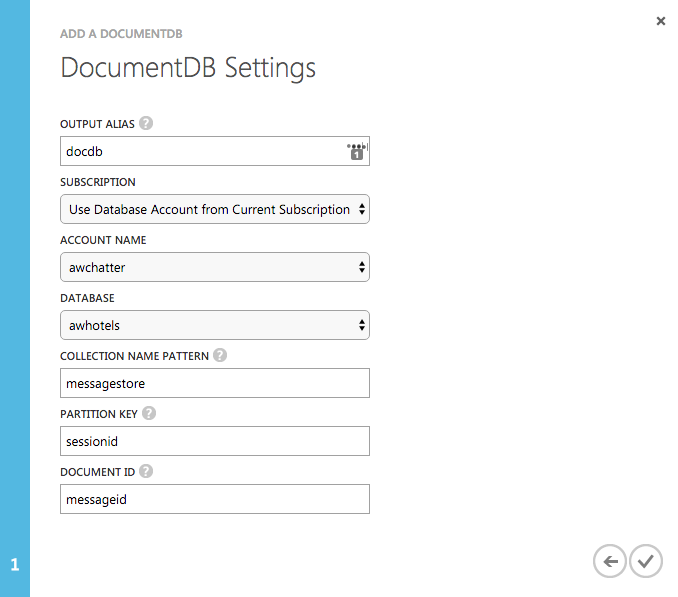 ADD A DOCUMENTDB
DocumentDB Settings
OUTPUT ALIAS ?
docdb
1
SUBSCRIPTION
Use Database Account from Current Subscription
ACCOUNT NAME
awchatter
DATABASE
awhotels
COLLECTION NAME PATTERN ?
messagestore
PARTITION KEY ?
sessionid
DOCUMENT ID ?
messageid
1